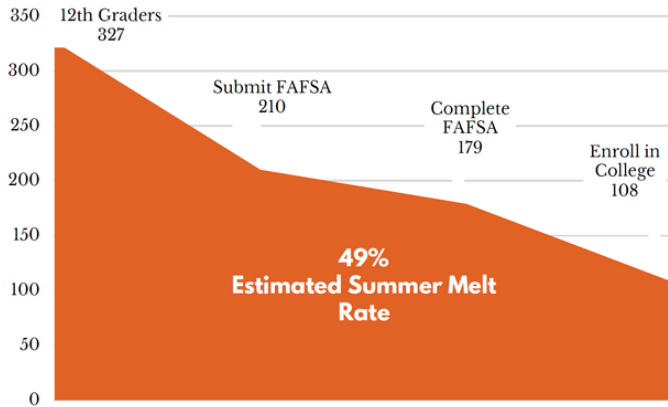 350
12th Graders
327
300
Submit FAFSA
210
Complete
FAFSA
179
250
Enroll in
College
108
200
150
49%
Estimated Summer Melt
Rate
100
50
0